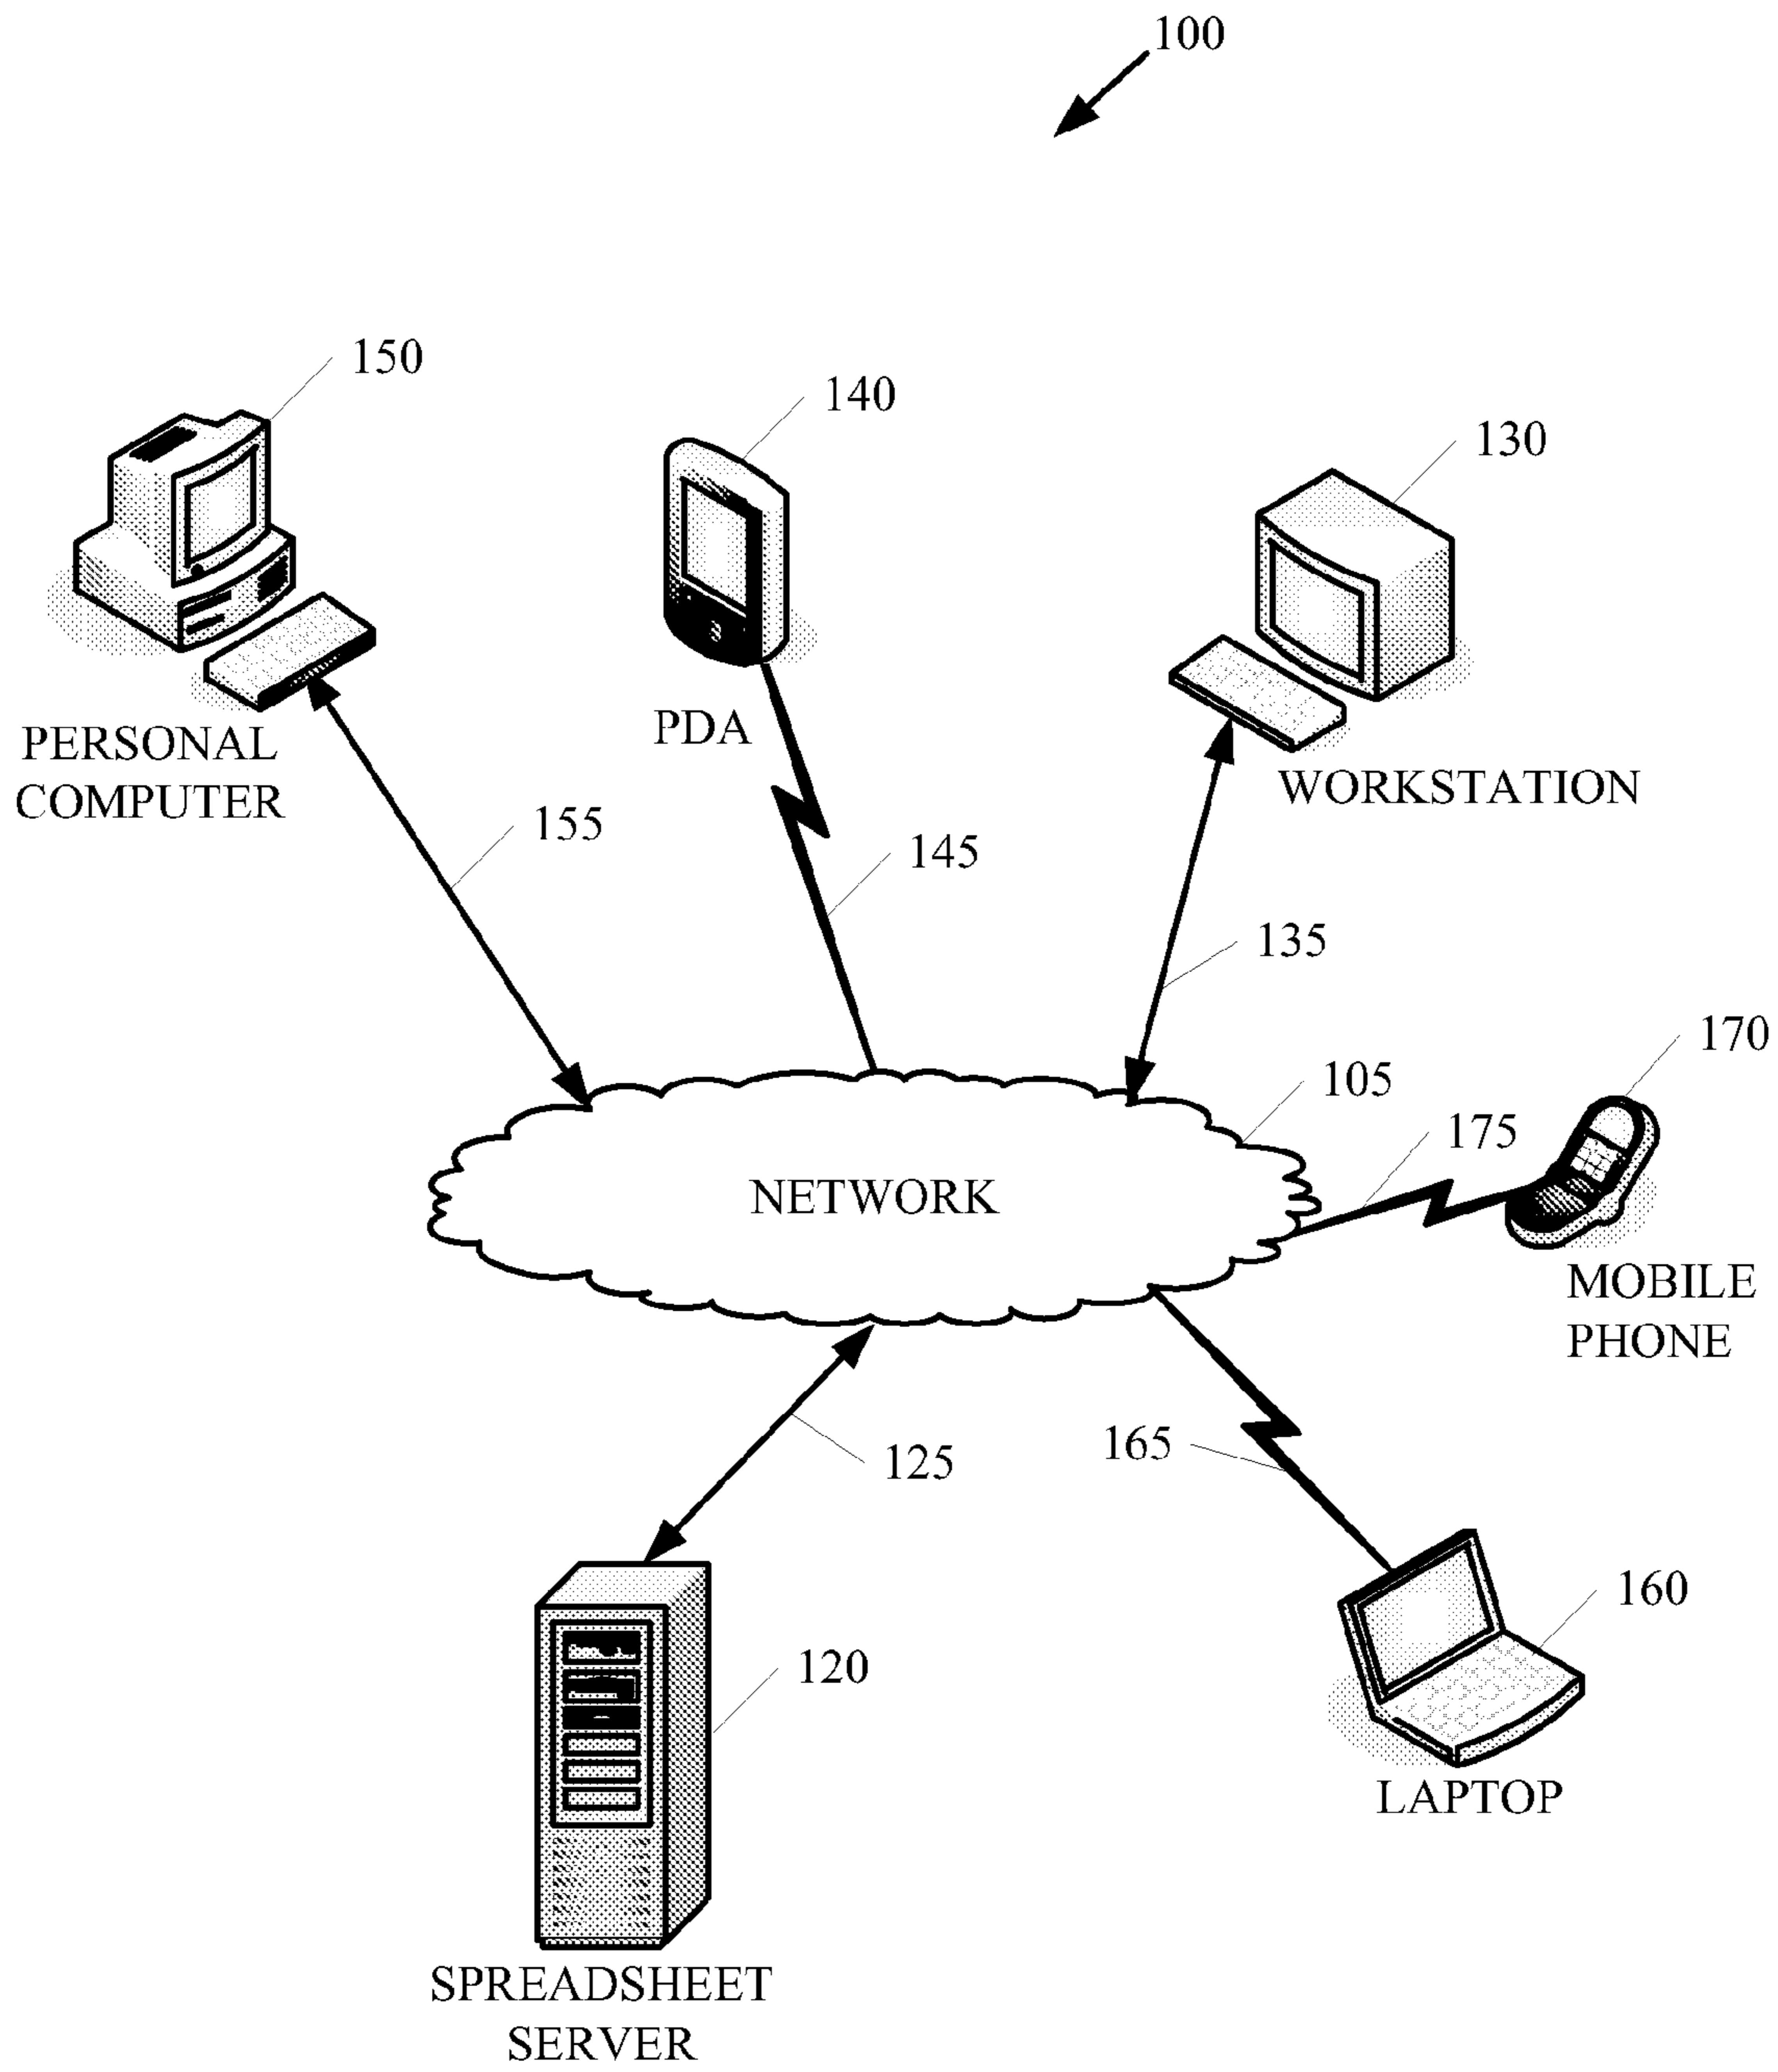 100
150
140
130
PERSONAL
COMPUTER
PDA
WORKSTATION
155
145
135
170
105
175
NETWORK
MOBILE
PHONE
125
165
160
120
LAPTOP
SPREADSHEET
SERVER